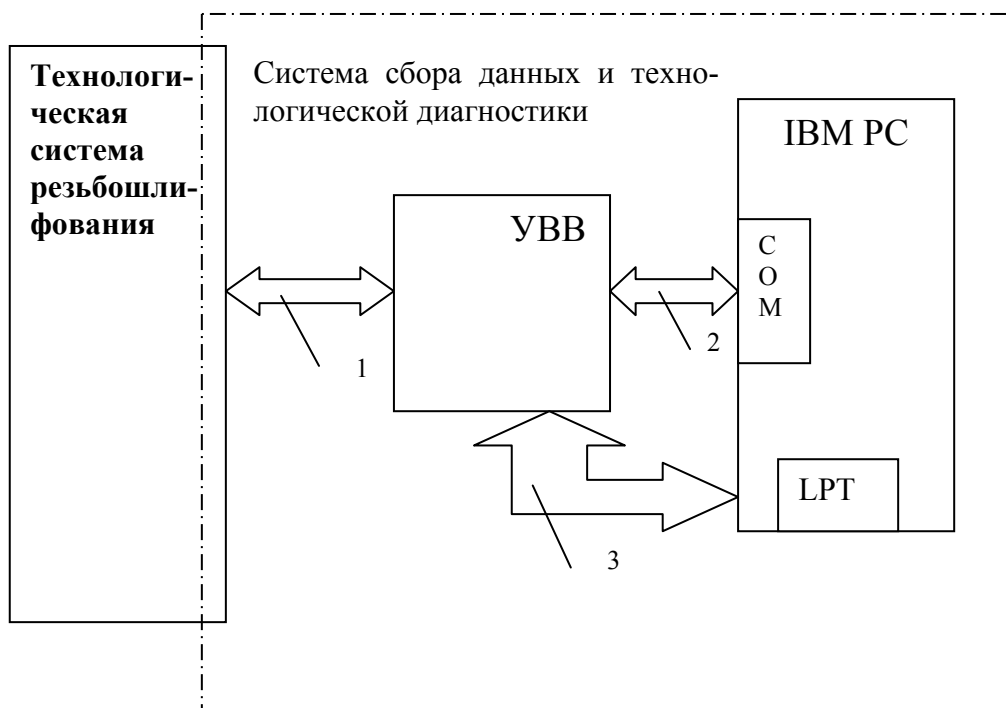 Технологи-
ческая
система
резьбошли-
фования
Система сбора данных и техно-
логической диагностики
IBM PC
УВВ
С
О
М
1
2
LPT
3